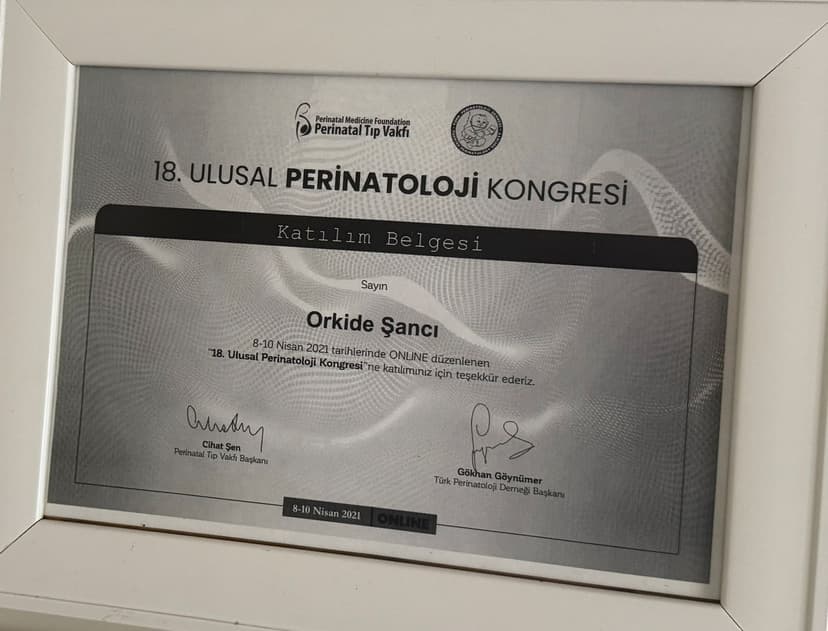 Perinatal Medicine Foundation
Perinatal Tıp Vakfı
18. ULUSAL PERİNATOLOJİ KONGRESİ
Katılım Belgesi
Sayın
Orkide Şancı
8-10 Nisan 2021 tarihlerinde ONLINE düzenlenen
"18. Ulusal Perinatoloji Kongresi"ne katılımınız için teşekkür ederiz.
Cihat Şen
Perinatal Tıp Vakfı Başkanı
Gökhan Göynümer
Türk Perinatoloji Derneği Başkanı
8-10 Nisan 2021 ONLINE